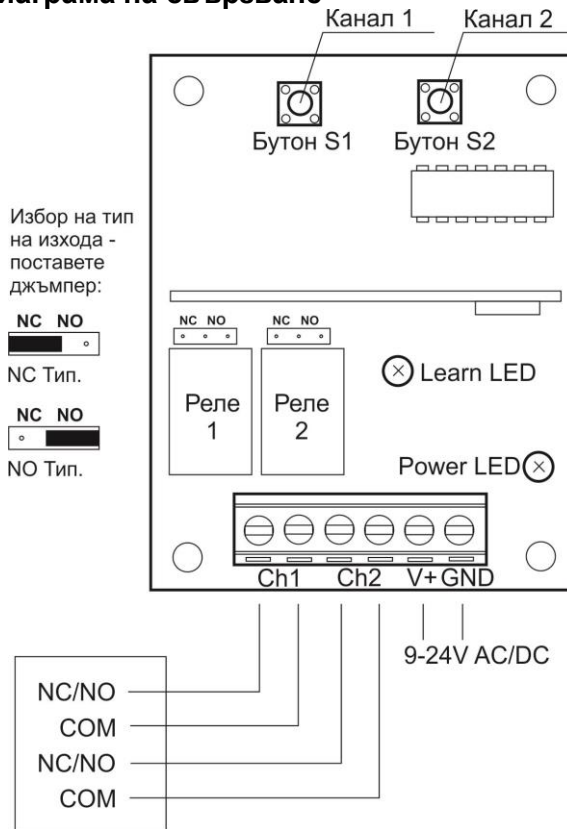 Канал 1
Канал 2
Бутон S1
Бутон S2
Избор на тип
на изхода -
поставете
джъмпер:
NC NO
NC Тип.
NC NO
NO Тип.
NC NO
NC NO
Реле
1
Реле
2
Learn LED
Power LED
Ch1
Ch2
V+ GND
9-24V AC/DC
NC/NO
COM
NC/NO
COM